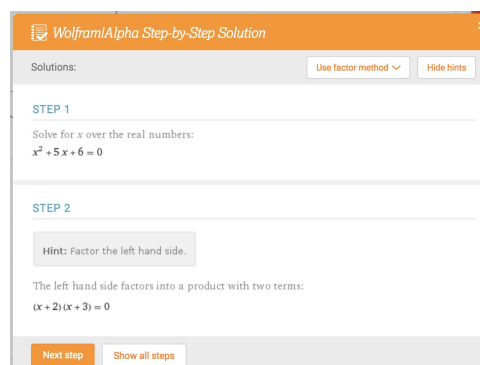 Wolfram|Alpha Step-by-Step Solution
Solutions:
Use factor method
Hide hints
STEP 1
Solve for x over the real numbers:
x² + 5 x + 6 = 0
STEP 2
Hint: Factor the left hand side.
The left hand side factors into a product with two terms:
(x + 2) (x + 3) = 0
Next step
Show all steps